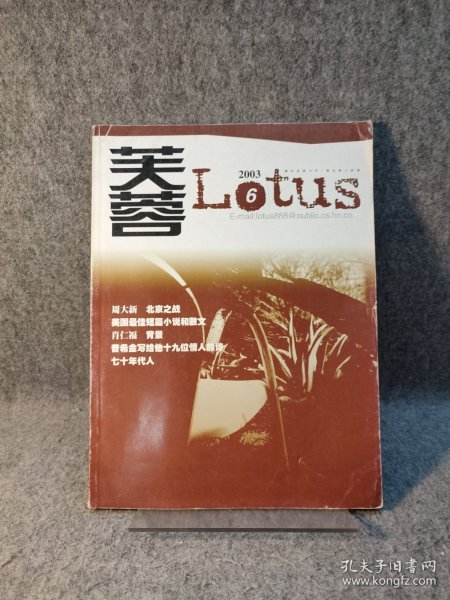 芙蓉
2003
6
Lotus
E-mail:lotus888@public.cs.hn.cn
周大新 北京之战
美国最佳短篇小说和散文
肖仁福 背景
普希金写给他十九位情人的诗
七十年代人
孔夫子旧书网
www.kongfz.com